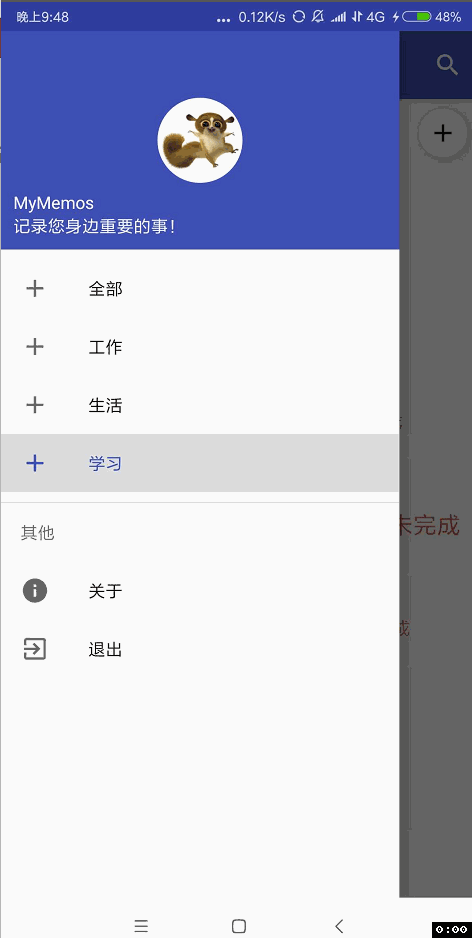 晚上9:48 ... 0.12K/s 4G 48%
MyMemos
记录您身边重要的事!
全部
工作
生活
学习
未完成
其他
关于
退出
0:00